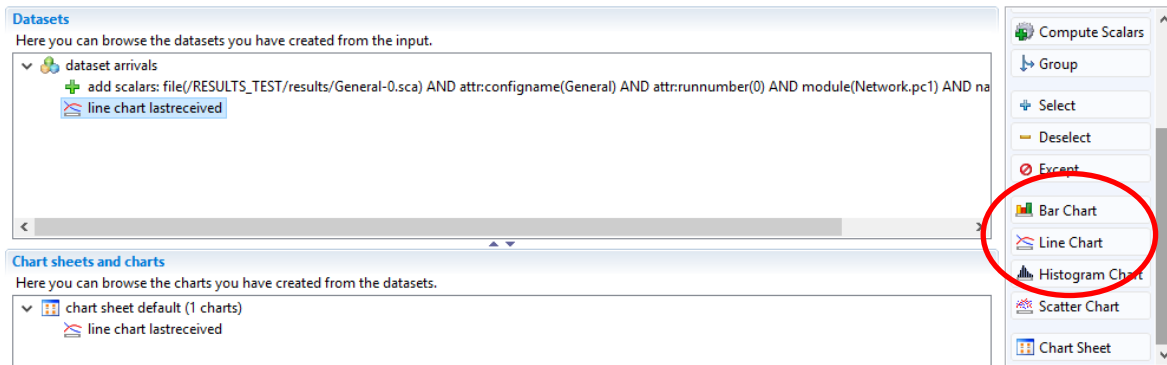 Datasets
Here you can browse the datasets you have created from the input.
dataset arrivals
add scalars: file(/RESULTS_TEST/results/General-0.sca) AND attr:configname(General) AND attr:runnumber(0) AND module(Network.pc1) AND na
line chart lastreceived
Chart sheets and charts
Here you can browse the charts you have created from the datasets.
chart sheet default (1 charts)
line chart lastreceived
Compute Scalars
Group
Select
Deselect
Except
Bar Chart
Line Chart
Histogram Chart
Scatter Chart
Chart Sheet